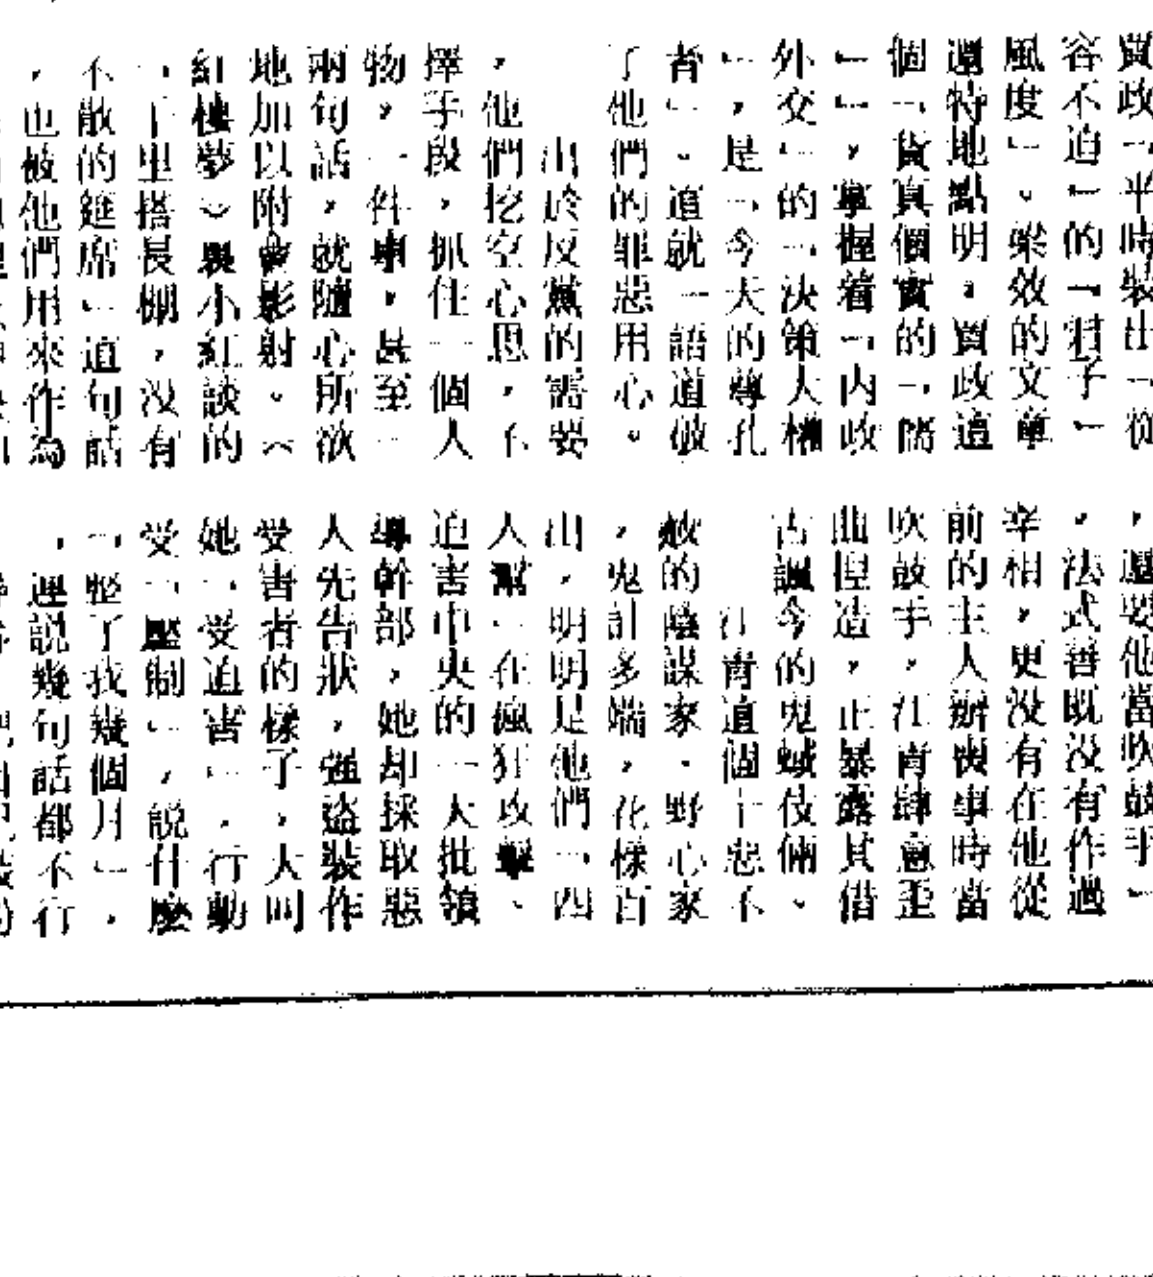 賈政「平時裝出「從
容不迫」的「君子」
風度」。梁效的文章
還特地點明，賈政這
個「貨真個實的「儒
」」，掌握着「內政
外交」的「決策大權
」，是「今天的尊孔
者」。這就一語道破
了他們的罪惡用心。
出於反黨的需要
，他們挖空心思，不
擇手段，抓住一個人
物，一件事，甚至一
兩句話，就隨心所欲
地加以附會影射。《
紅樓夢》裏小紅談的
「千里搭長棚，沒有
不散的筵席」這句話
，也被他們用來作為
，還要他當吹鼓手」
，法式善既沒有作過
宰相，更沒有在他從
前的主人辦喪事時當
吹鼓手，江青肆意歪
曲捏造，正暴露其借
古諷今的鬼蜮伎倆。
江青這個十惡不
赦的陰謀家、野心家
，鬼計多端，花樣百
出，明明是他們「四
人幫」在瘋狂攻擊、
迫害中央的一大批領
導幹部，她却採取惡
人先告狀，強盜裝作
受害者的樣子，大叫
她「受迫害」，行動
受「壓制」，說什麼
「整了我幾個月」，
，連說幾句話都不行